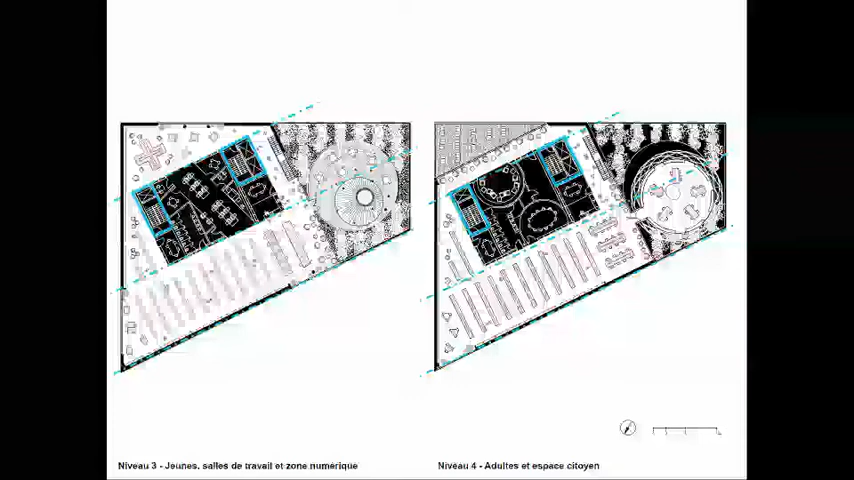 Niveau 3 - Jeunes, salles de travail et zone numérique
Niveau 4 - Adultes et espace citoyen